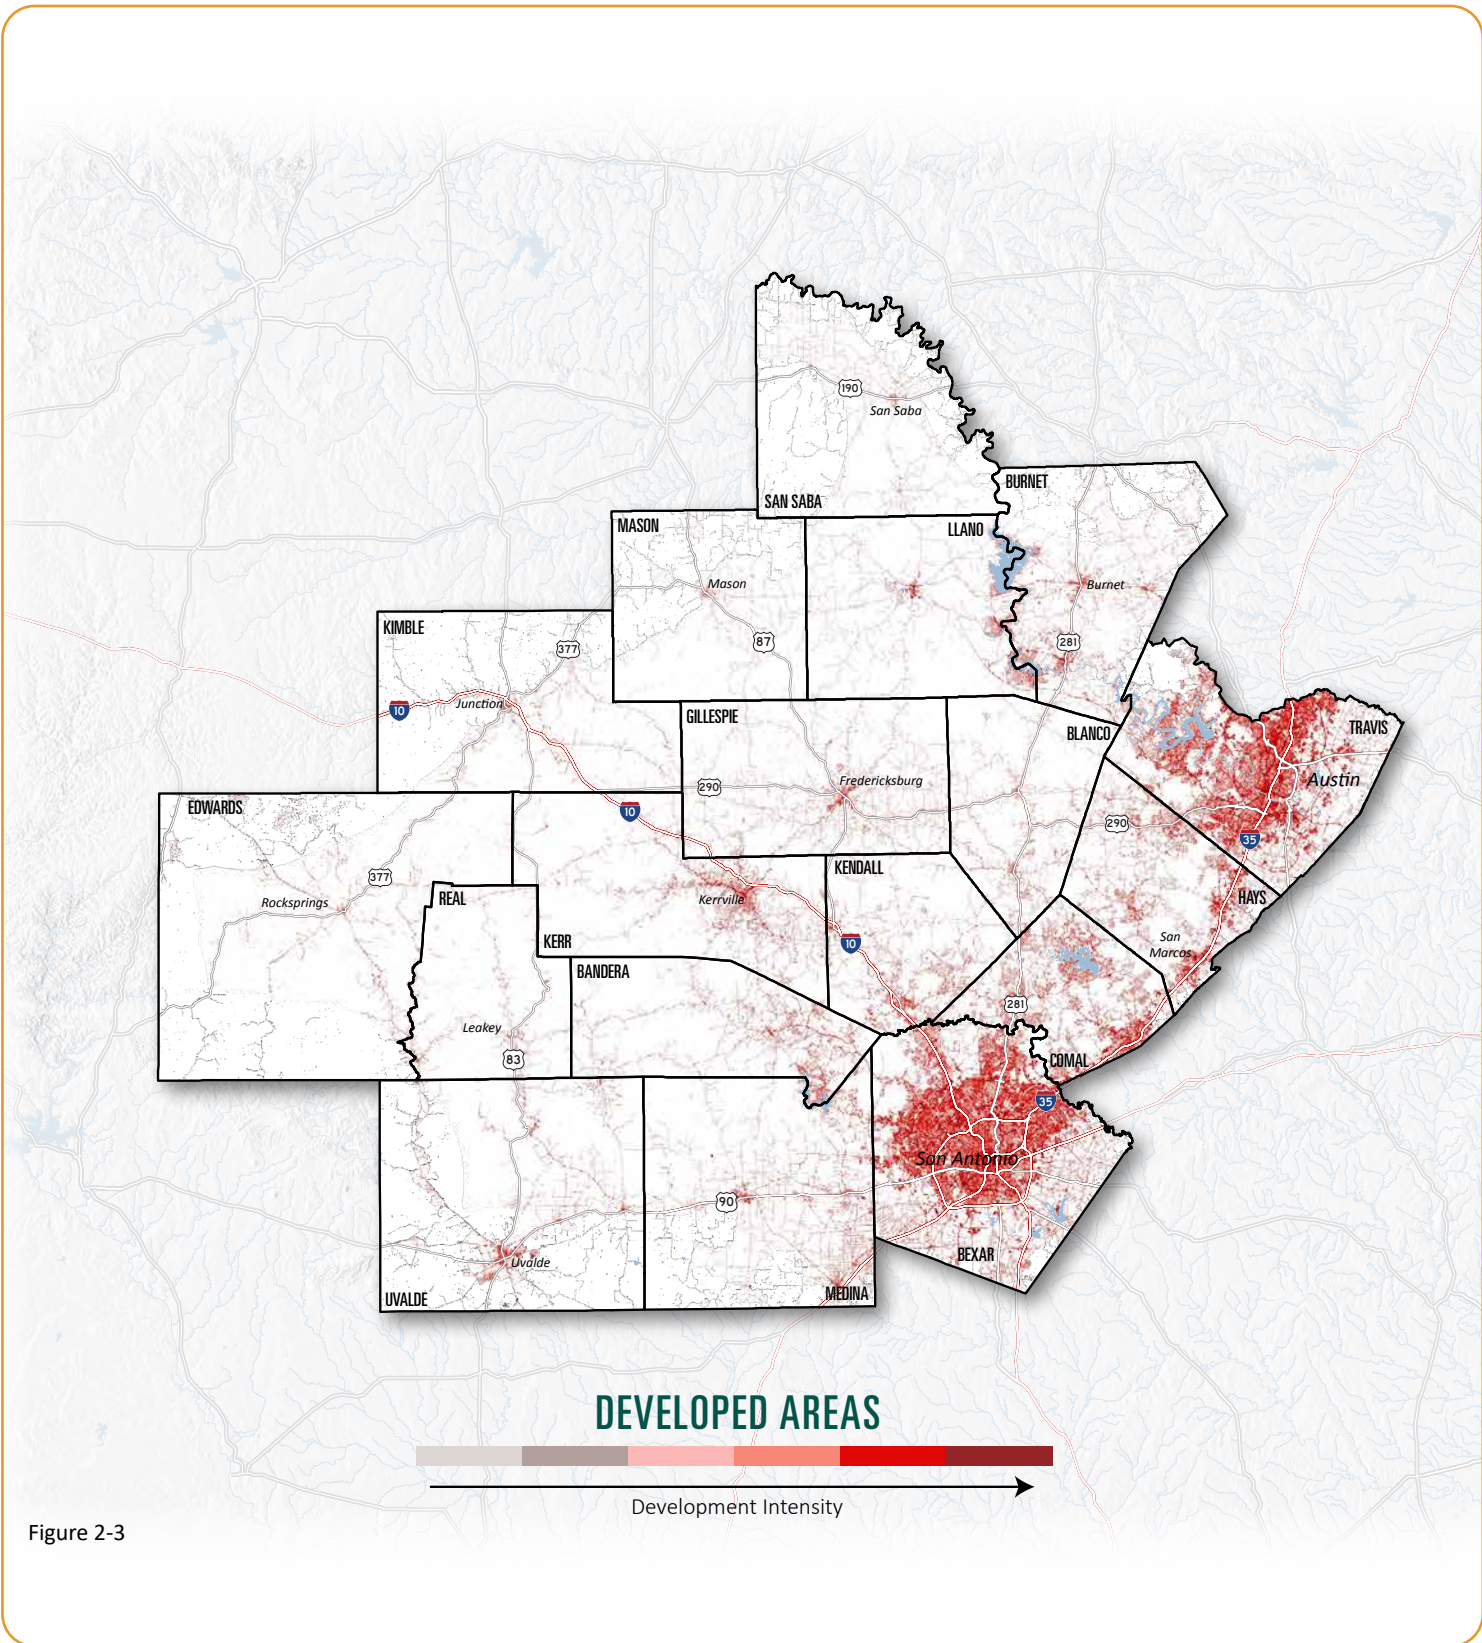 190
San Saba
BURNET
SAN SABA
MASON
LLANO
Mason
Burnet
KIMBLE
377
87
281
10
Junction
GILLESPIE
TRAVIS
BLANCO
Austin
Fredericksburg
290
EDWARDS
10
290
35
KENDALL
377
REAL
Rocksprings
Kerrville
HAYS
KERR
10
San
Marcos
BANDERA
281
Leakey
83
COMAL
35
San Antonio
90
BEXAR
Uvalde
UVALDE
MEDINA
DEVELOPED AREAS
Development Intensity
Figure 2-3